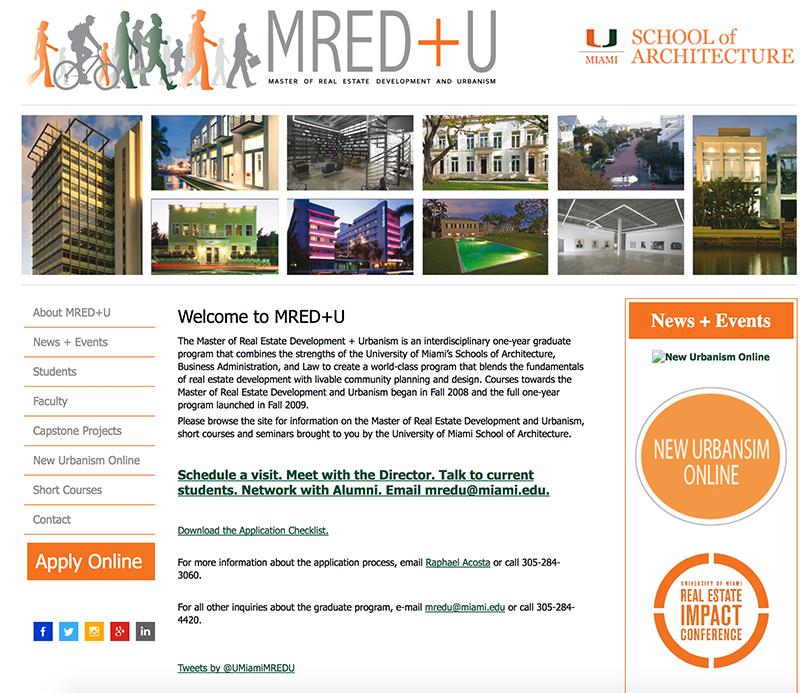 MRED+U
MASTER OF REAL ESTATE DEVELOPMENT AND URBANISM
U
MIAMI
SCHOOL of
ARCHITECTURE
About MRED+U
News + Events
Students
Faculty
Capstone Projects
New Urbanism Online
Short Courses
Contact
Apply Online
Welcome to MRED+U
The Master of Real Estate Development + Urbanism is an interdisciplinary one-year graduate
program that combines the strengths of the University of Miami's Schools of Architecture,
Business Administration, and Law to create a world-class program that blends the fundamentals
of real estate development with livable community planning and design. Courses towards the
Master of Real Estate Development and Urbanism began in Fall 2008 and the full one-year
program launched in Fall 2009.
Please browse the site for information on the Master of Real Estate Development and Urbanism,
short courses and seminars brought to you by the University of Miami School of Architecture.
Schedule a visit. Meet with the Director. Talk to current
students. Network with Alumni. Email mredu@miami.edu.
Download the Application Checklist.
For more information about the application process, email Raphael Acosta or call 305-284-
3060.
For all other inquiries about the graduate program, e-mail mredu@miami.edu or call 305-284-
4420.
Tweets by @UMiamiMREDU
News + Events
New Urbanism Online
NEW URBANSIM
ONLINE
UNIVERSITY OF MIAMI
REAL ESTATE
IMPACT
CONFERENCE